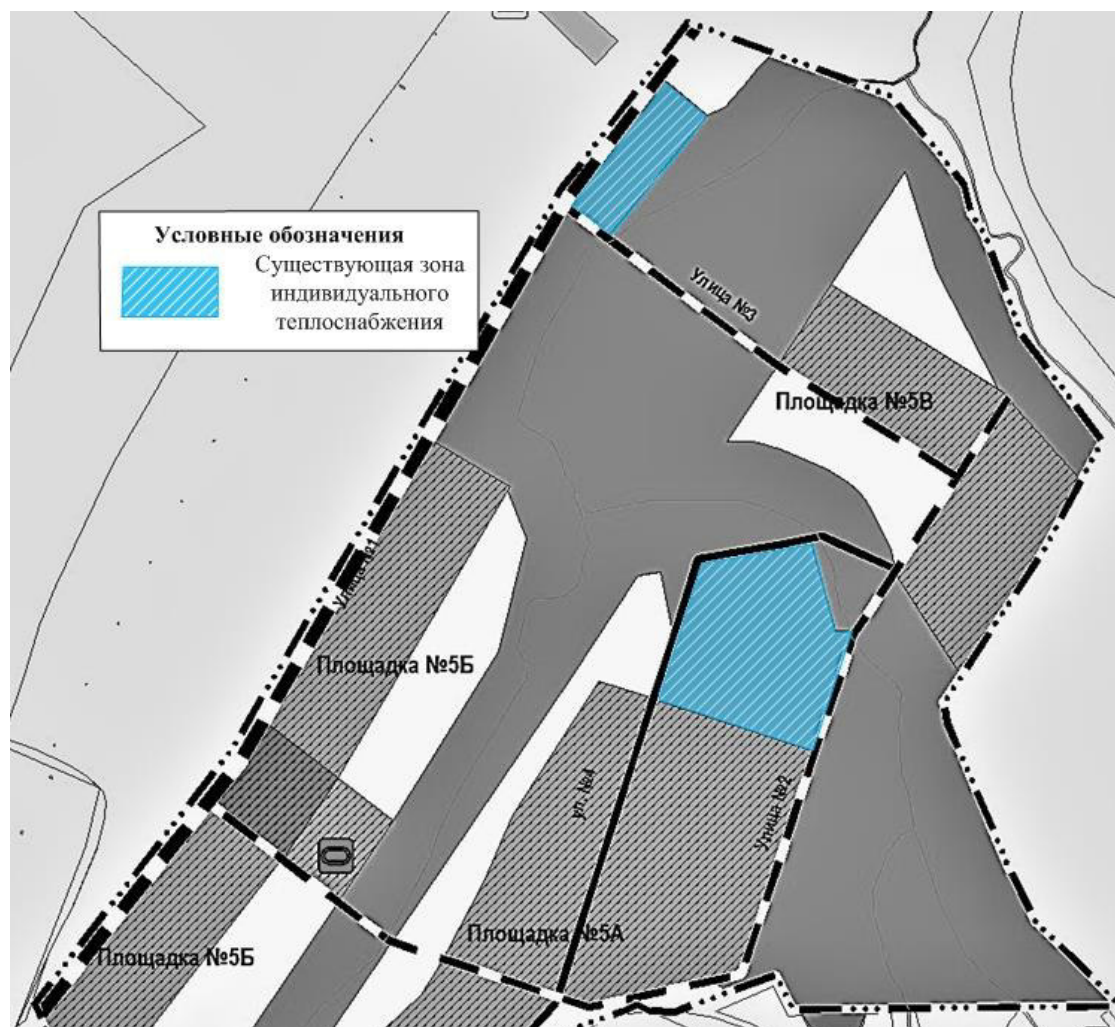 Условные обозначения
Существующая зона
индивидуального
теплоснабжения
Улица №3
Площадка №5В
Улица №1
Площадка №5Б
ул. №4
Улица №2
Площадка №5А
Площадка №5Б